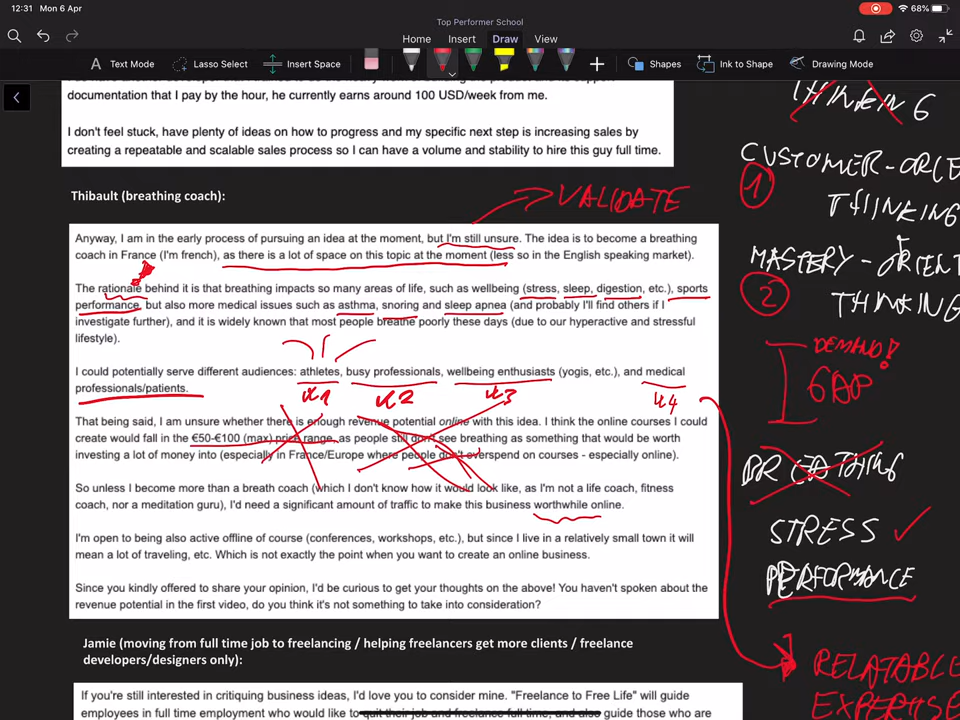 12:31 Mon 6 Apr
68%
Top Performer School
Home Insert Draw View
Text Mode Lasso Select Insert Space Shapes Ink to Shape Drawing Mode
documentation that I pay by the hour, he currently earns around 100 USD/week from me.
I don't feel stuck, have plenty of ideas on how to progress and my specific next step is increasing sales by
creating a repeatable and scalable sales process so I can have a volume and stability to hire this guy full time.
Thibault (breathing coach):
VALIDATE
Anyway, I am in the early process of pursuing an idea at the moment, but I'm still unsure. The idea is to become a breathing
coach in France (I'm french), as there is a lot of space on this topic at the moment (less so in the English speaking market).
The rationale behind it is that breathing impacts so many areas of life, such as wellbeing (stress, sleep, digestion, etc.), sports
performance, but also more medical issues such as asthma, snoring and sleep apnea (and probably I'll find others if I
investigate further), and it is widely known that most people breathe poorly these days (due to our hyperactive and stressful
lifestyle).
I could potentially serve different audiences: athletes, busy professionals, wellbeing enthusiasts (yogis, etc.), and medical
professionals/patients.
That being said, I am unsure whether there is enough revenue potential online with this idea. I think the online courses I could
create would fall in the €50-€100 (max) price range, as people still don't see breathing as something that would be worth
investing a lot of money into (especially in France/Europe where people don't overspend on courses - especially online).
So unless I become more than a breath coach (which I don't know how it would look like, as I'm not a life coach, fitness
coach, nor a meditation guru), I'd need a significant amount of traffic to make this business worthwhile online.
I'm open to being also active offline of course (conferences, workshops, etc.), but since I live in a relatively small town it will
mean a lot of traveling, etc. Which is not exactly the point when you want to create an online business.
Since you kindly offered to share your opinion, I'd be curious to get your thoughts on the above! You haven't spoken about the
revenue potential in the first video, do you think it's not something to take into consideration?
Jamie (moving from full time job to freelancing / helping freelancers get more clients / freelance
developers/designers only):
If you're still interested in critiquing business ideas, I'd love you to consider mine. "Freelance to Free Life" will guide
employees in full time employment who would like to quit their job and freelance full time, and also guide those who are
THINKING
CUSTOMER-ORIE
1
THINKING
MASTERY-ORIENT
2 THINKING
DEMAND!
GAP
BREATHING
STRESS
PERFORMANCE
RELATABLE
EXPERTISE